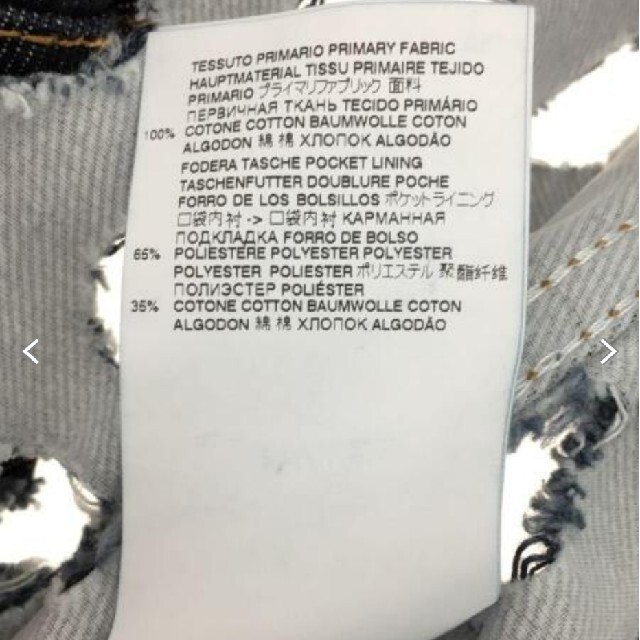 TESSUTO PRIMARIO PRIMARY FABRIC
HAUPTMATERIAL TISSU PRIMAIRE TEJIDO
PRIMARIO プライマリファブリック 面料
ПЕРВИЧНАЯ ТКАНЬ TECIDO PRIMÁRIO
100% COTONE COTTON BAUMWOLLE COTON
ALGODON 綿 棉 ХЛОПОК ALGODÃO
FODERA TASCHE POCKET LINING
TASCHENFUTTER DOUBLURE POCHE
FORRO DE LOS BOLSILLOS ポケットライニング
口袋内衬 -> 口袋内衬 КАРМАННАЯ
ПОДКЛАДКА FORRO DE BOLSO
65% POLIESTERE POLYESTER POLYESTER
POLYESTER POLIESTER ポリエステル 聚酯纤维
ПОЛИЭСТЕР POLIÉSTER
35% COTONE COTTON BAUMWOLLE COTON
ALGODON 綿 棉 ХЛОПОК ALGODÃO